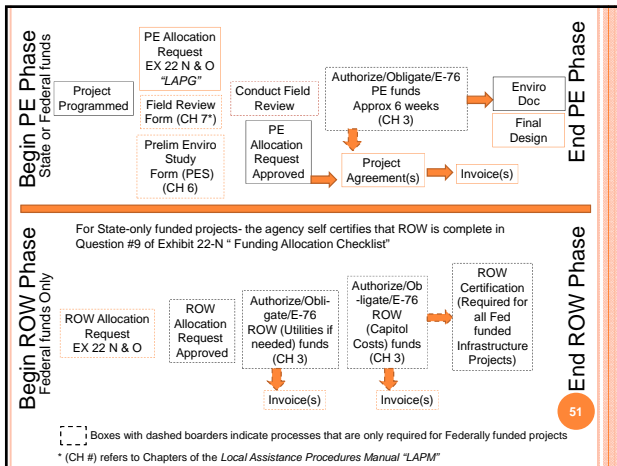 Begin PE Phase
State or Federal funds
Project
Programmed
PE Allocation
Request
EX 22 N & O
“LAPG”
Field Review
Form (CH 7*)
Prelim Enviro
Study
Form (PES)
(CH 6)
Conduct Field
Review
PE
Allocation
Request
Approved
Authorize/Obligate/E-76
PE funds
Approx 6 weeks
(CH 3)
Project
Agreement(s)
Invoice(s)
Enviro
Doc
Final
Design
End PE Phase
For State-only funded projects- the agency self certifies that ROW is complete in
Question #9 of Exhibit 22-N “ Funding Allocation Checklist”
Begin ROW Phase
Federal funds Only
ROW Allocation
Request
EX 22 N & O
ROW
Allocation
Request
Approved
Authorize/Obli-
gate/E-76
ROW (Utilities if
needed) funds
(CH 3)
Invoice(s)
Authorize/Ob
-ligate/E-76
ROW
(Capitol
Costs) funds
(CH 3)
Invoice(s)
ROW
Certification
(Required for
all Fed
funded
Infrastructure
Projects)
End ROW Phase
51
Boxes with dashed boarders indicate processes that are only required for Federally funded projects
* (CH #) refers to Chapters of the Local Assistance Procedures Manual “LAPM”